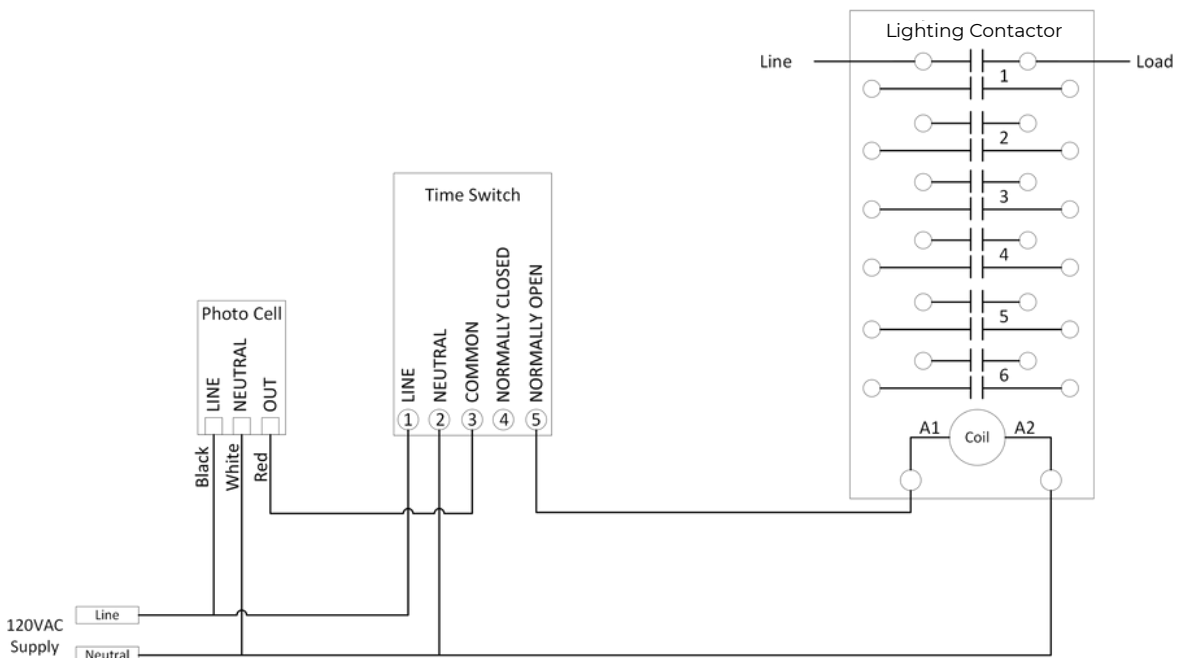 Lighting Contactor
Line
Load
1
2
3
4
5
6
A1
Coil
A2
Time Switch
LINE
NEUTRAL
COMMON
NORMALLY CLOSED
NORMALLY OPEN
1
2
3
4
5
Photo Cell
LINE
NEUTRAL
OUT
Black
White
Red
120VAC
Supply
Line
Neutral